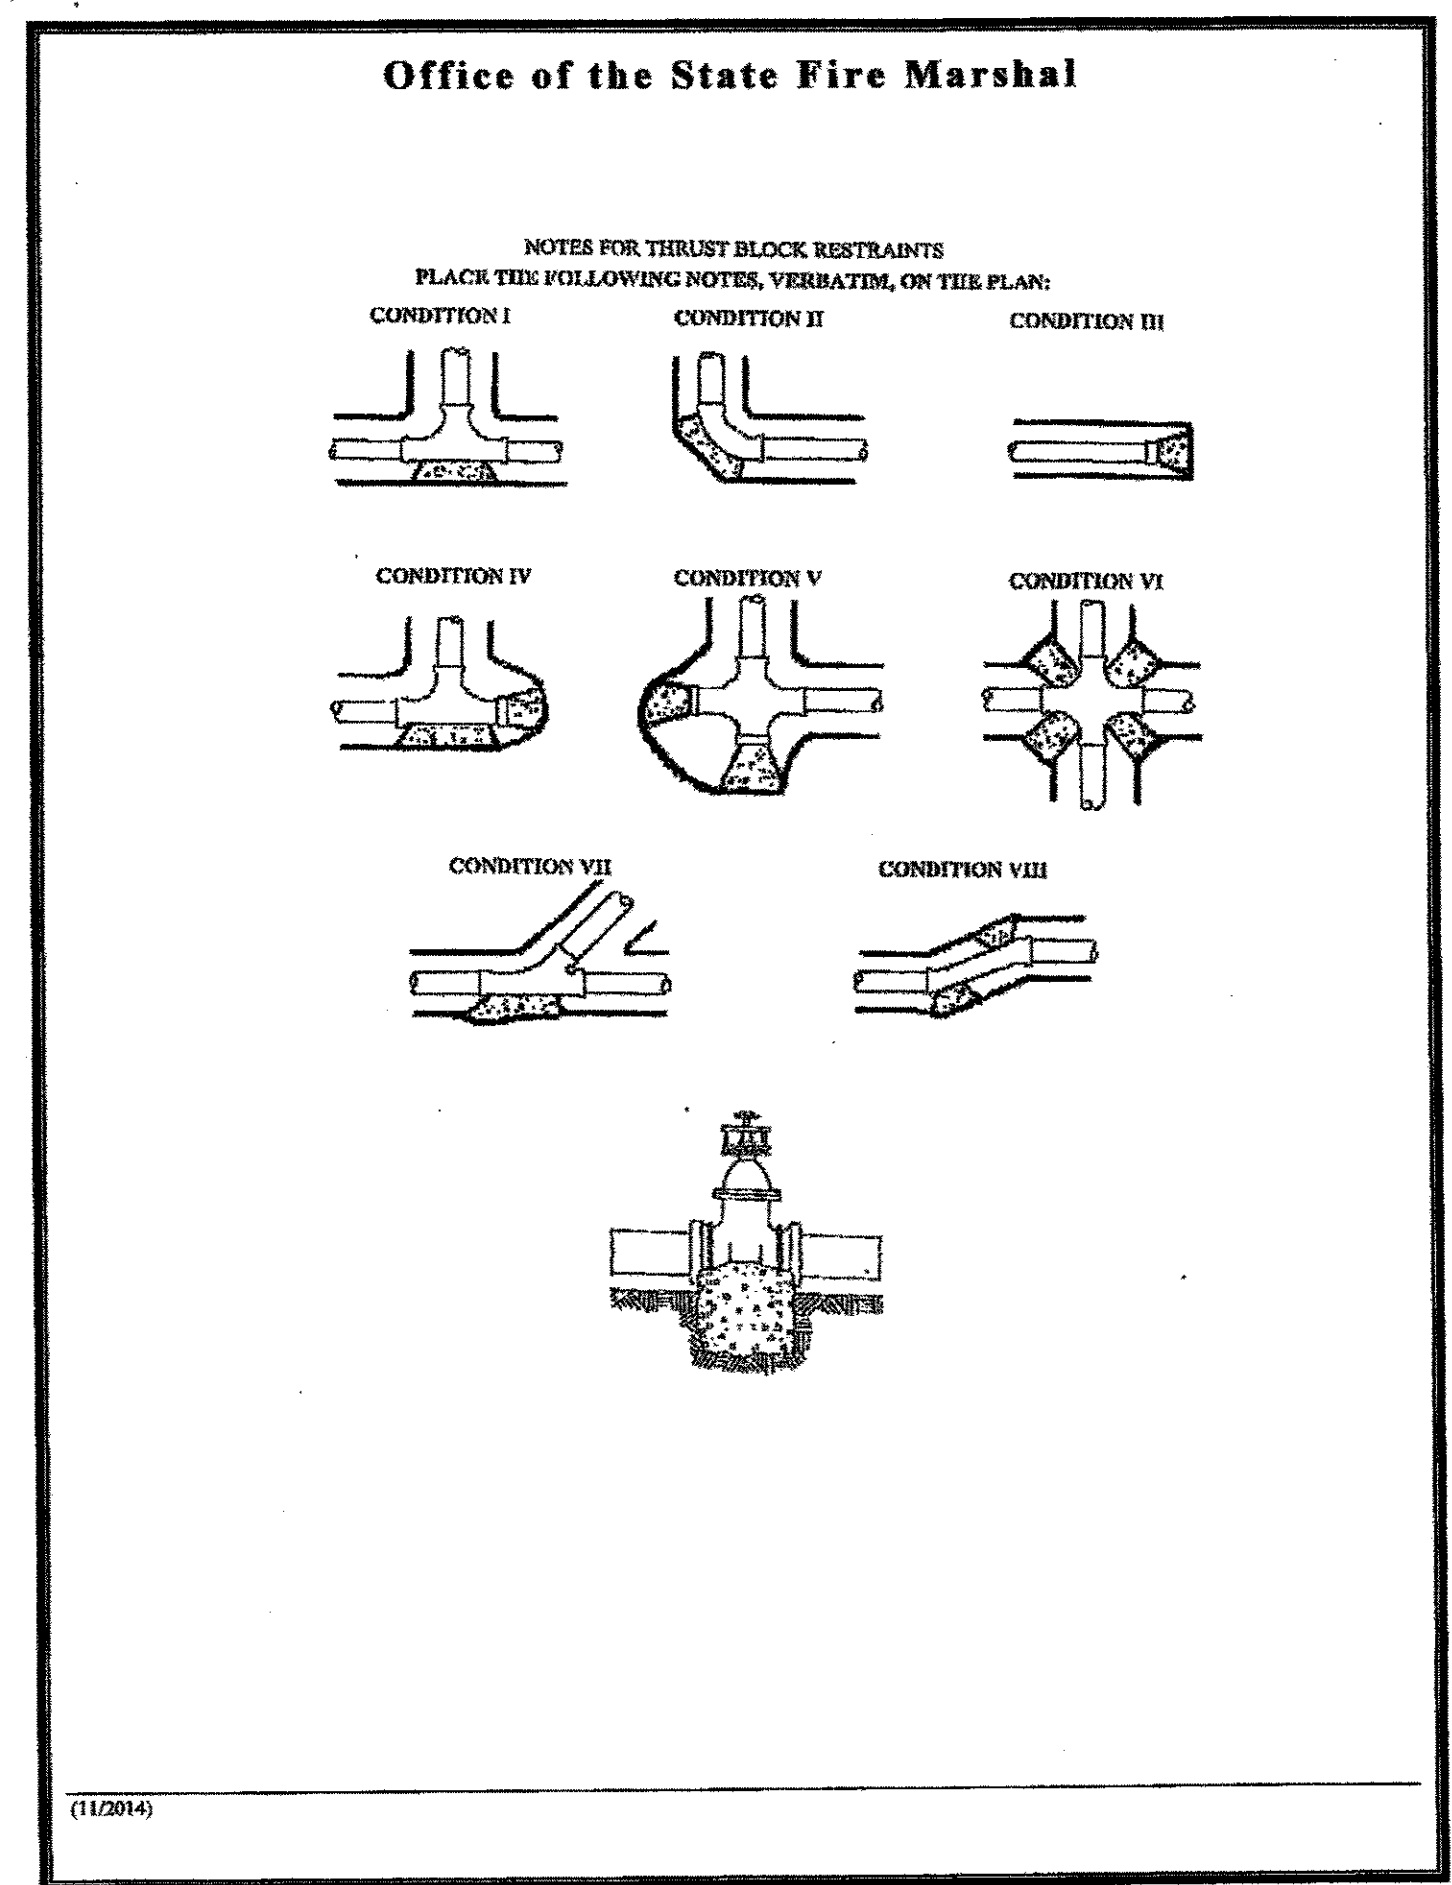 Office of the State Fire Marshal
NOTES FOR THRUST BLOCK RESTRAINTS
PLACE THE FOLLOWING NOTES, VERBATIM, ON THE PLAN:
CONDITION I
CONDITION II
CONDITION III
CONDITION IV
CONDITION V
CONDITION VI
CONDITION VII
CONDITION VIII
(11/2014)